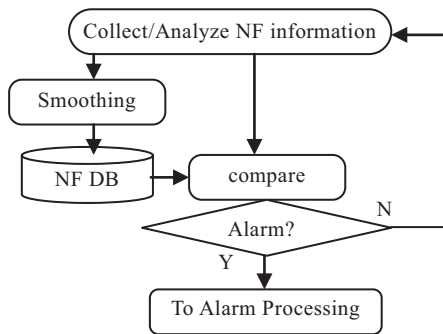 Collect/Analyze NF information
Smoothing
NF DB
compare
Alarm?
N
Y
To Alarm Processing